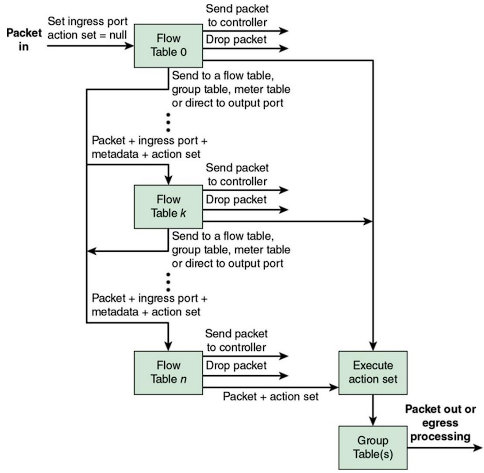 Packet
in
Set ingress port
action set = null
Flow
Table 0
Send packet
to controller
Drop packet
Send to a flow table,
group table, meter table
or direct to output port
Packet + ingress port +
metadata + action set
Flow
Table k
Send packet
to controller
Drop packet
Send to a flow table,
group table, meter table
or direct to output port
Packet + ingress port +
metadata + action set
Flow
Table n
Send packet
to controller
Drop packet
Packet + action set
Execute
action set
Group
Table(s)
Packet out or
egress
processing